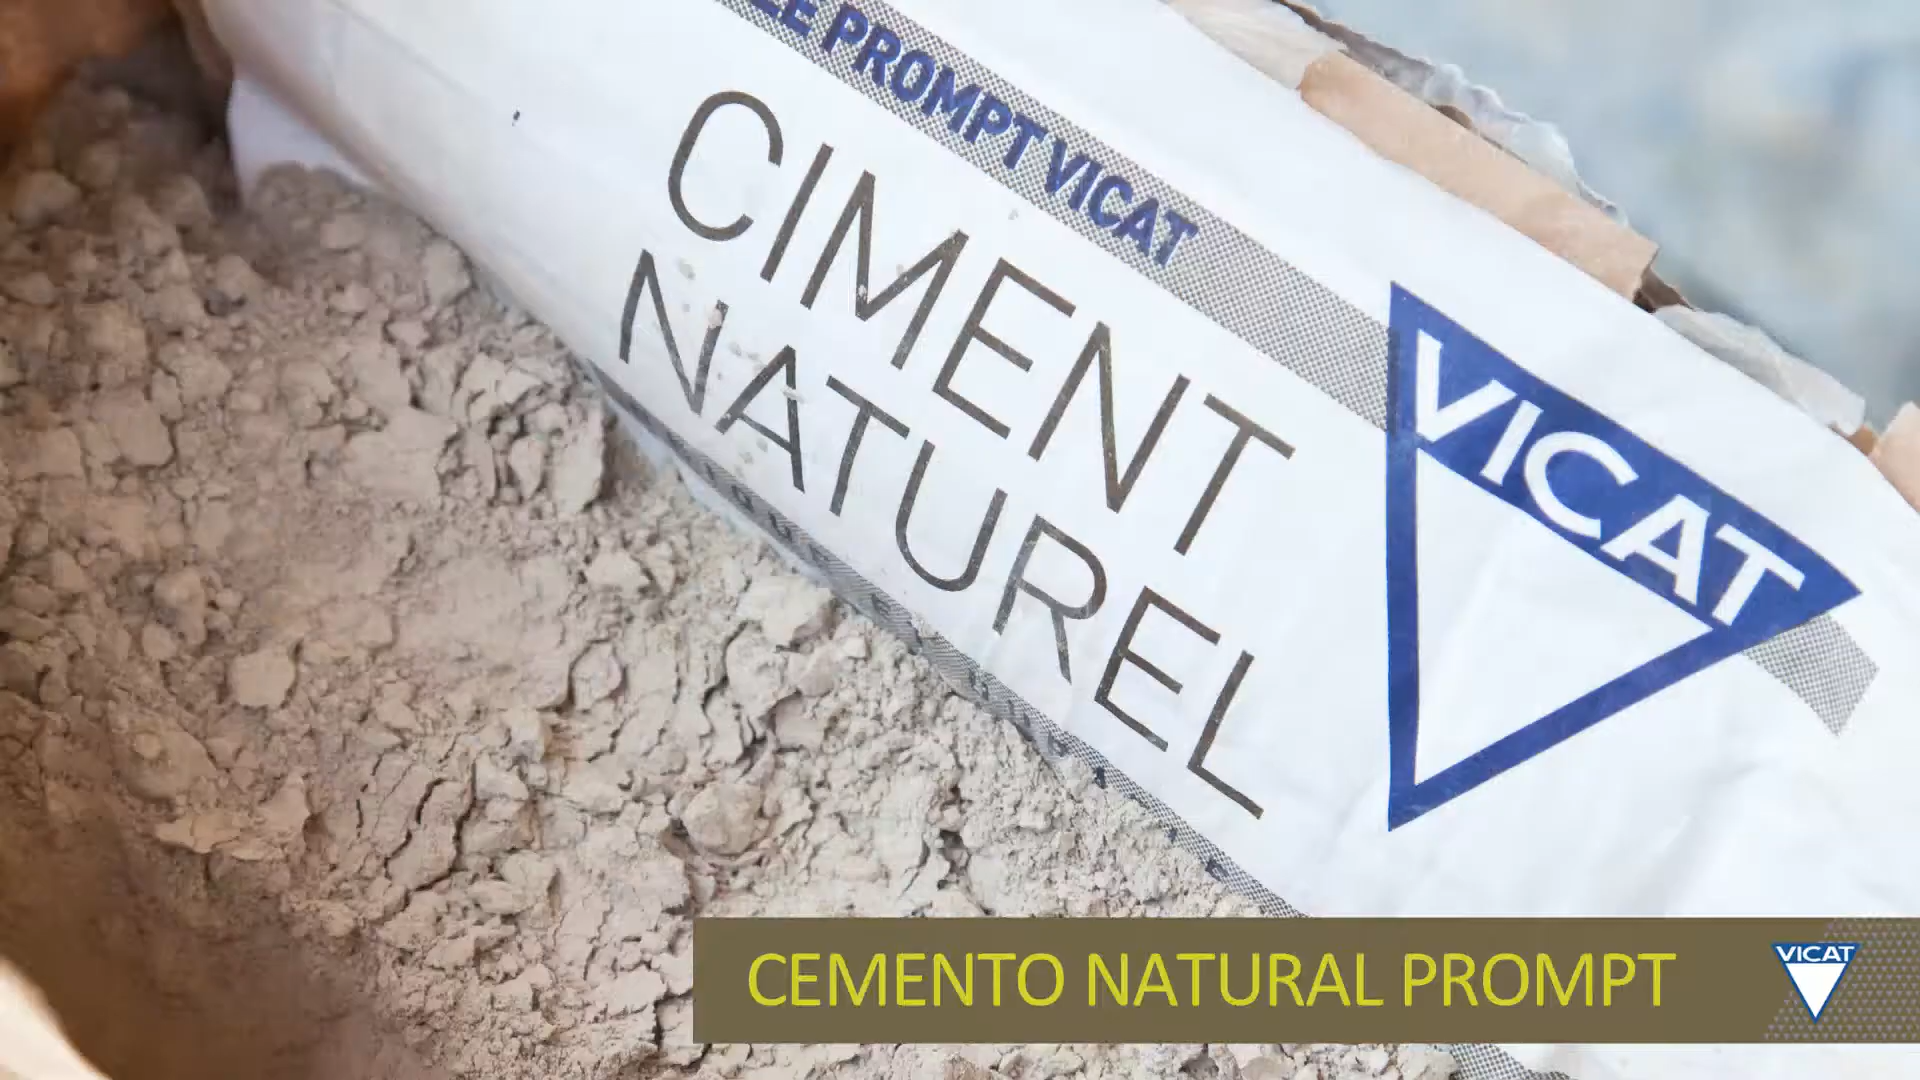 PROMPT VICAT
CIMENT
NATUREL
VICAT
CEMENTO NATURAL PROMPT
VICAT